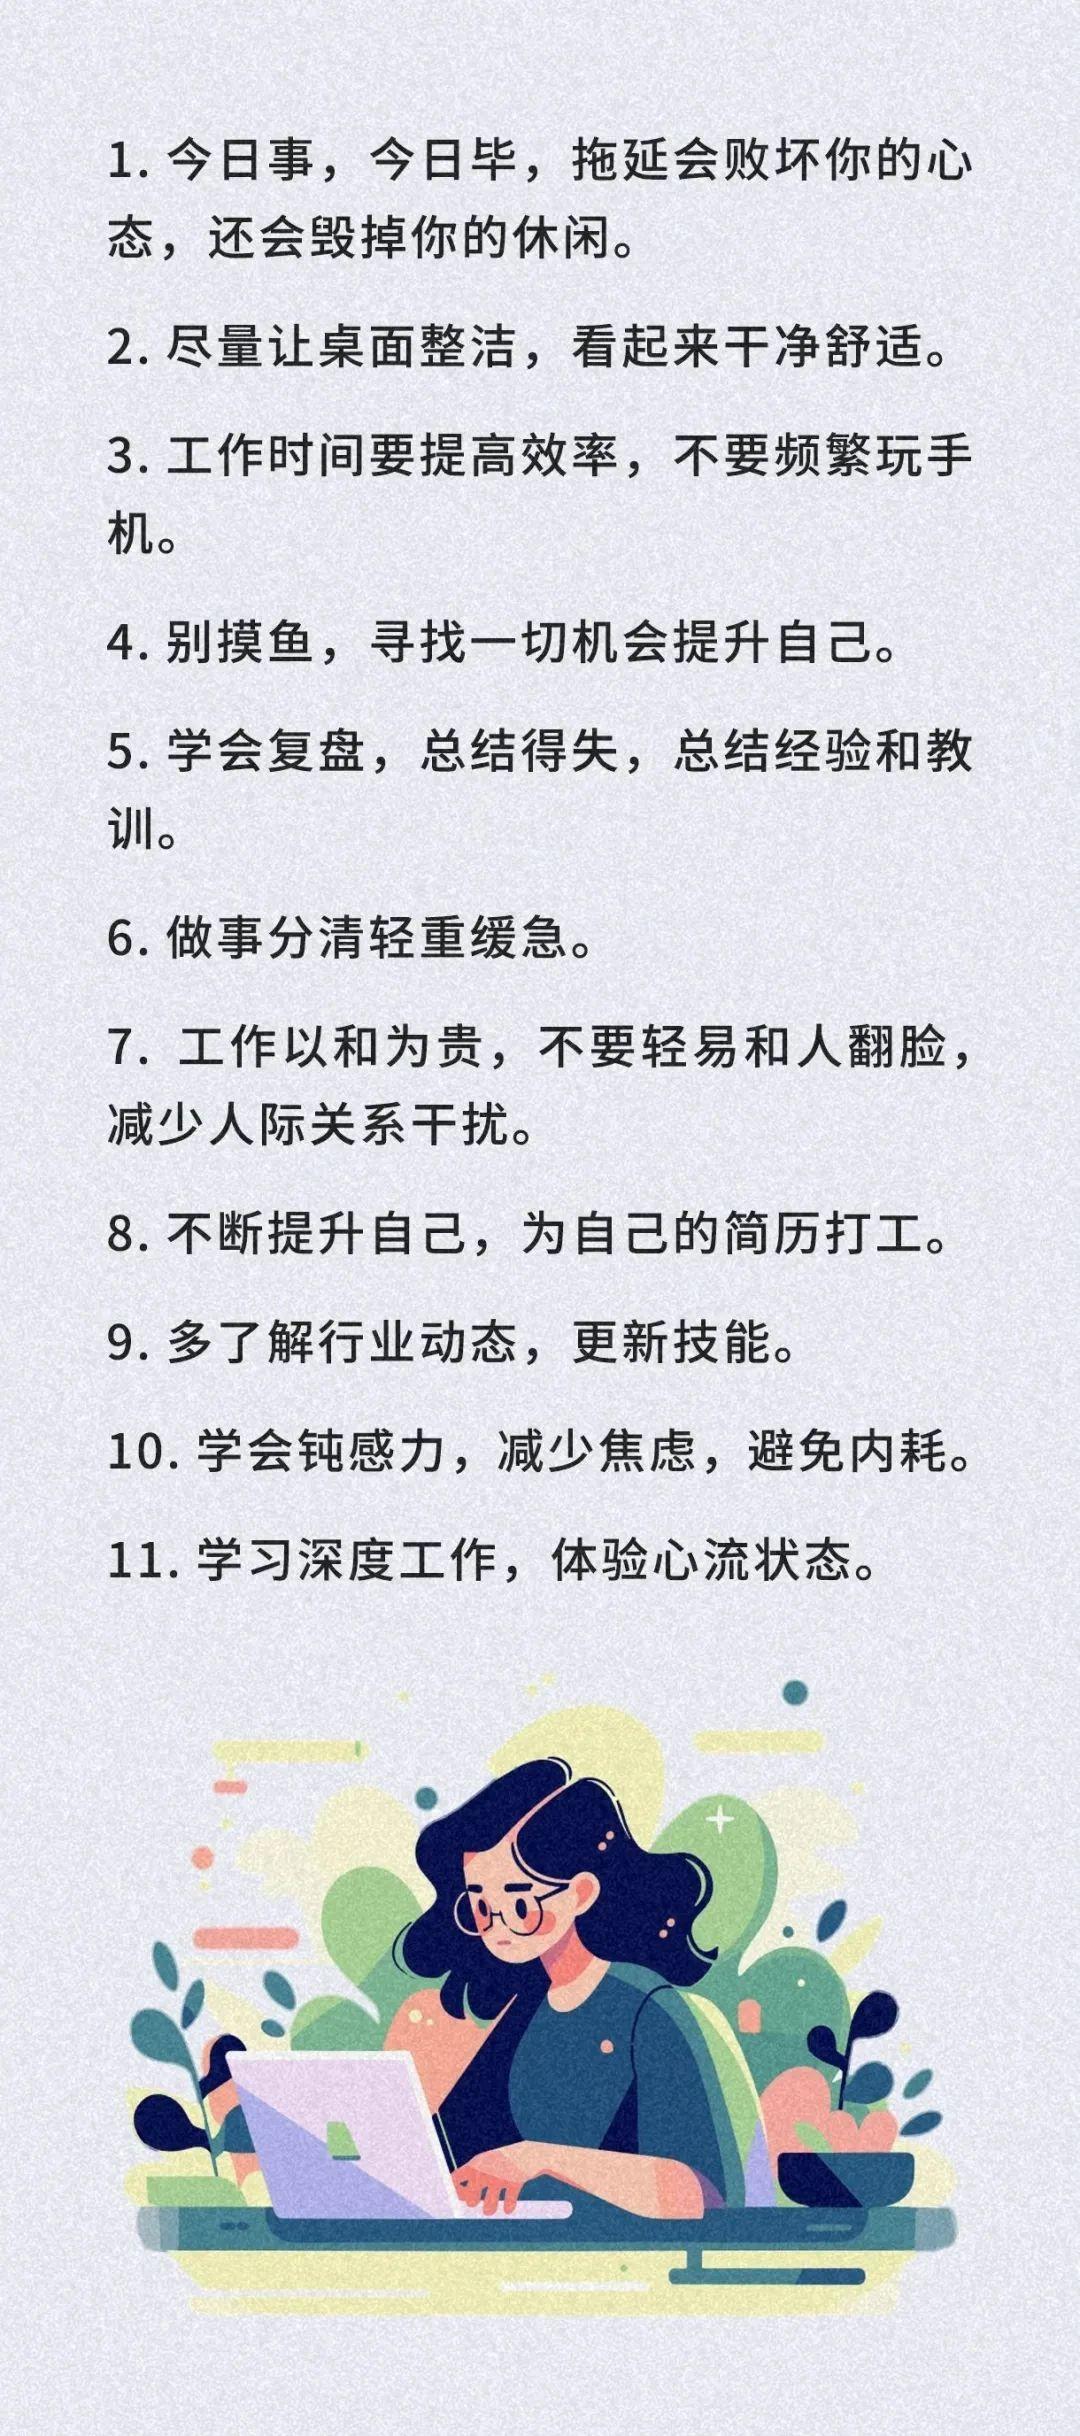 1. 今日事，今日毕，拖延会败坏你的心
态，还会毁掉你的休闲。
2. 尽量让桌面整洁，看起来干净舒适。
3. 工作时间要提高效率，不要频繁玩手
机。
4. 别摸鱼，寻找一切机会提升自己。
5. 学会复盘，总结得失，总结经验和教
训。
6. 做事分清轻重缓急。
7. 工作以和为贵，不要轻易和人翻脸，
减少人际关系干扰。
8. 不断提升自己，为自己的简历打工。
9. 多了解行业动态，更新技能。
10. 学会钝感力，减少焦虑，避免内耗。
11. 学习深度工作，体验心流状态。